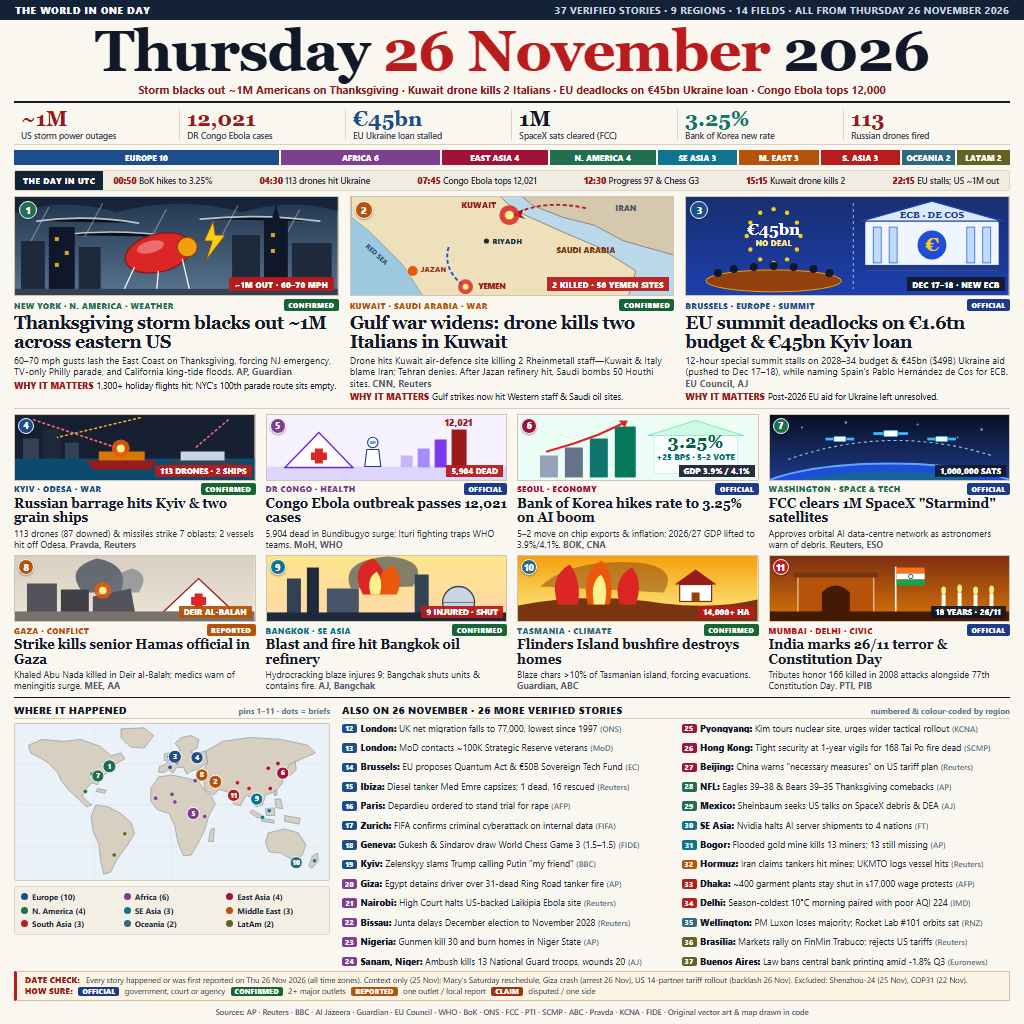 THE WORLD IN ONE DAY
37 VERIFIED STORIES · 9 REGIONS · 14 FIELDS · ALL FROM THURSDAY 26 NOVEMBER 2026
Thursday 26 November 2026
Storm blacks out ~1M Americans on Thanksgiving · Kuwait drone kills 2 Italians · EU deadlocks on €45bn Ukraine loan · Congo Ebola tops 12,000
~1M
US storm power outages
12,021
DR Congo Ebola cases
€45bn
EU Ukraine loan stalled
1M
SpaceX sats cleared (FCC)
3.25%
Bank of Korea new rate
113
Russian drones fired
EUROPE 10
AFRICA 6
EAST ASIA 4
N. AMERICA 4
SE ASIA 3
M. EAST 3
S. ASIA 3
OCEANIA 2
LATAM 2
THE DAY IN UTC
00:50 BoK hikes to 3.25%
04:30 113 drones hit Ukraine
07:45 Congo Ebola tops 12,021
12:30 Progress 97 & Chess G3
15:15 Kuwait drone kills 2
22:15 EU stalls; US ~1M out
1
~1M OUT · 60–70 MPH
NEW YORK · N. AMERICA · WEATHER
CONFIRMED
Thanksgiving storm blacks out ~1M
across eastern US
60–70 mph gusts lash the East Coast on Thanksgiving, forcing NJ emergency,
TV-only Philly parade, and California king-tide floods. AP, Guardian
WHY IT MATTERS 1,300+ holiday flights hit; NYC's 100th parade route sits empty.
2
KUWAIT
IRAN
RIYADH
RED SEA
SAUDI ARABIA
JAZAN
YEMEN
2 KILLED · 50 YEMEN SITES
KUWAIT · SAUDI ARABIA · WAR
CONFIRMED
Gulf war widens: drone kills two
Italians in Kuwait
Drone hits Kuwait air-defence site killing 2 Rheinmetall staff—Kuwait & Italy
blame Iran; Tehran denies. After Jazan refinery hit, Saudi bombs 50 Houthi
sites. CNN, Reuters
WHY IT MATTERS Gulf strikes now hit Western staff & Saudi oil sites.
3
€45bn
NO DEAL
ECB · DE COS
€
DEC 17–18 · NEW ECB
BRUSSELS · EUROPE · SUMMIT
OFFICIAL
EU summit deadlocks on €1.6tn
budget & €45bn Kyiv loan
12-hour special summit stalls on 2028–34 budget & €45bn ($49B) Ukraine aid
(pushed to Dec 17–18), while naming Spain's Pablo Hernández de Cos for ECB.
EU Council, AJ
WHY IT MATTERS Post-2026 EU aid for Ukraine left unresolved.
4
113 DRONES · 2 SHIPS
KYIV · ODESA · WAR
CONFIRMED
Russian barrage hits Kyiv & two
grain ships
113 drones (87 downed) & missiles strike 7 oblasts; 2 vessels
hit off Odesa. Pravda, Reuters
5
12,021
5,904 DEAD
DR CONGO · HEALTH
OFFICIAL
Congo Ebola outbreak passes 12,021
cases
5,904 dead in Bundibugyo surge; Ituri fighting traps WHO
teams. MoH, WHO
6
3.25%
+25 BPS · 5–2 VOTE
GDP 3.9% / 4.1%
SEOUL · ECONOMY
OFFICIAL
Bank of Korea hikes rate to 3.25%
on AI boom
5–2 move on chip exports & inflation; 2026/27 GDP lifted to
3.9%/4.1%. BOK, CNA
7
1,000,000 SATS
WASHINGTON · SPACE & TECH
OFFICIAL
FCC clears 1M SpaceX "Starmind"
satellites
Approves orbital AI data-centre network as astronomers
warn of debris. Reuters, ESO
8
DEIR AL-BALAH
GAZA · CONFLICT
REPORTED
Strike kills senior Hamas official in
Gaza
Khaled Abu Nada killed in Deir al-Balah; medics warn of
meningitis surge. MEE, AA
9
9 INJURED · SHUT
BANGKOK · SE ASIA
CONFIRMED
Blast and fire hit Bangkok oil
refinery
Hydrocracking blaze injures 9; Bangchak shuts units &
contains fire. AJ, Bangchak
10
14,000+ HA
TASMANIA · CLIMATE
CONFIRMED
Flinders Island bushfire destroys
homes
Blaze chars >10% of Tasmanian island, forcing evacuations.
Guardian, ABC
11
18 YEARS · 26/11
MUMBAI · DELHI · CIVIC
OFFICIAL
India marks 26/11 terror &
Constitution Day
Tributes honor 166 killed in 2008 attacks alongside 77th
Constitution Day. PTI, PIB
WHERE IT HAPPENED
pins 1–11 · dots = briefs
1
7
3
4
8
2
6
11
9
5
10
Europe (10)
Africa (6)
East Asia (4)
N. America (4)
SE Asia (3)
Middle East (3)
South Asia (3)
Oceania (2)
LatAm (2)
ALSO ON 26 NOVEMBER · 26 MORE VERIFIED STORIES
numbered & colour-coded by region
12 London: UK net migration falls to 77,000, lowest since 1997 (ONS)
13 London: MoD contacts ~100K Strategic Reserve veterans (MoD)
14 Brussels: EU proposes Quantum Act & €50B Sovereign Tech Fund (EC)
15 Ibiza: Diesel tanker Med Empre capsizes; 1 dead, 16 rescued (Reuters)
16 Paris: Depardieu ordered to stand trial for rape (AFP)
17 Zurich: FIFA confirms criminal cyberattack on internal data (FIFA)
18 Geneva: Gukesh & Sindarov draw World Chess Game 3 (1.5–1.5) (FIDE)
19 Kyiv: Zelenskyy slams Trump calling Putin "my friend" (BBC)
20 Giza: Egypt detains driver over 31-dead Ring Road tanker fire (AP)
21 Nairobi: High Court halts US-backed Laikipia Ebola site (Reuters)
22 Bissau: Junta delays December election to November 2028 (Reuters)
23 Nigeria: Gunmen kill 30 and burn homes in Niger State (AP)
24 Sanam, Niger: Ambush kills 13 National Guard troops, wounds 20 (AJ)
25 Pyongyang: Kim tours nuclear site, urges wider tactical rollout (KCNA)
26 Hong Kong: Tight security at 1-year vigils for 168 Tai Po fire dead (SCMP)
27 Beijing: China warns "necessary measures" on US tariff plan (Reuters)
28 NFL: Eagles 39–38 & Bears 39–35 Thanksgiving comebacks (AP)
29 Mexico: Sheinbaum seeks US talks on SpaceX debris & DEA (AJ)
30 SE Asia: Nvidia halts AI server shipments to 4 nations (FT)
31 Bogor: Flooded gold mine kills 13 miners; 13 still missing (AP)
32 Hormuz: Iran claims tankers hit mines; UKMTO logs vessel hits (Reuters)
33 Dhaka: ~400 garment plants stay shut in ৳17,000 wage protests (AFP)
34 Delhi: Season-coldest 10°C morning paired with poor AQI 224 (IMD)
35 Wellington: PM Luxon loses majority; Rocket Lab #101 orbits sat (RNZ)
36 Brasília: Markets rally on FinMin Trabuco; rejects US tariffs (Reuters)
37 Buenos Aires: Law bans central bank printing amid -1.8% Q3 (Euronews)
DATE CHECK: Every story happened or was first reported on Thu 26 Nov 2026 (all time zones). Context only (25 Nov): Macy's Saturday reschedule, Giza crash (arrest 26 Nov), US 14-partner tariff rollout (backlash 26 Nov). Excluded: Shenzhou-24 (25 Nov), COP31 (22 Nov).
HOW SURE: OFFICIAL government, court or agency CONFIRMED 2+ major outlets REPORTED one outlet / local report CLAIM disputed / one side
Sources: AP · Reuters · BBC · Al Jazeera · Guardian · EU Council · WHO · BoK · ONS · FCC · PTI · SCMP · ABC · Pravda · KCNA · FIDE · Original vector art & map drawn in code